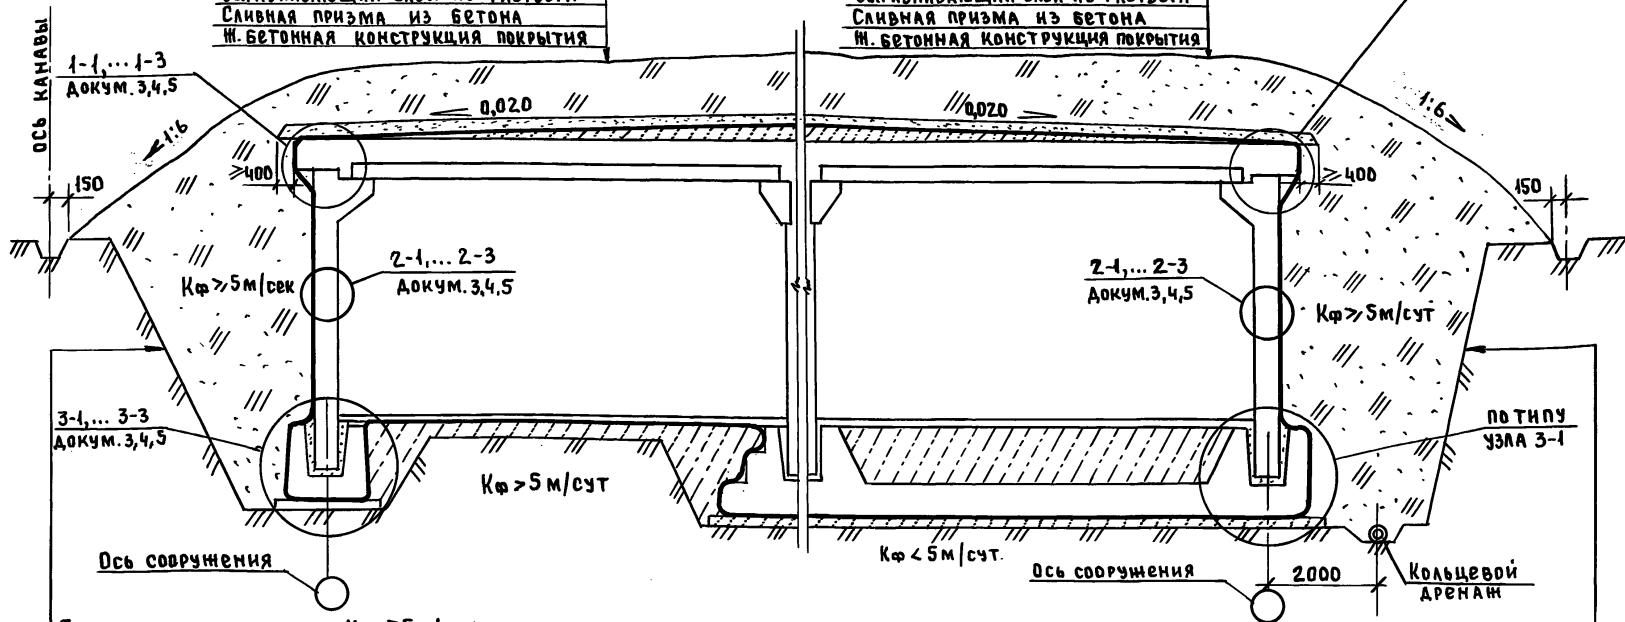 Сливная призма из бетона
Ж. бетонная конструкция покрытия
Сливная призма из бетона
Ж. бетонная конструкция покрытия
Ось канавы
1-1,... 1-3
докум. 3,4,5
0,020
0,020
1:6
1:6
150
≥400
≥400
150
2-1,... 2-3
докум. 3,4,5
2-1,... 2-3
докум. 3,4,5
Кф≥5м/сек
Кф≥5м/сут
3-1,... 3-3
докум. 3,4,5
по типу
узла 3-1
Кф>5м/сут
Кф<5м/сут.
Ось сооружения
Ось сооружения
2000
Кольцевой
дренаж